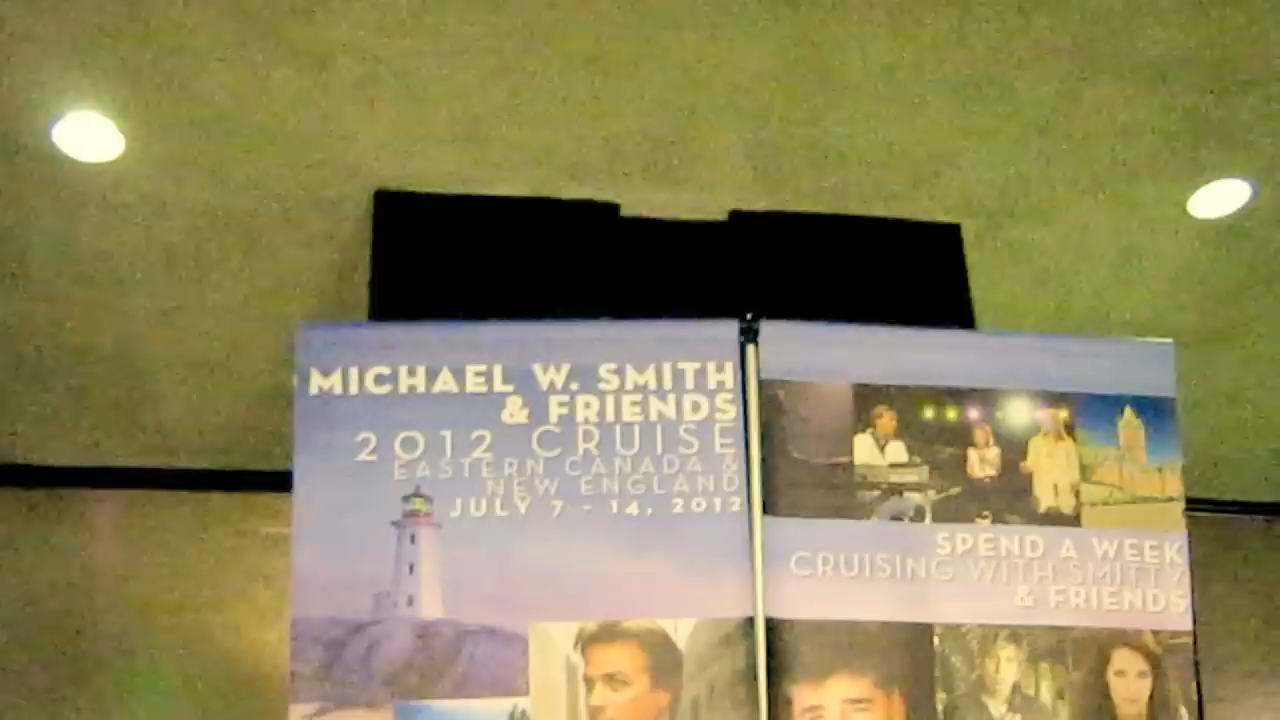 MICHAEL W. SMITH
& FRIENDS
2012 CRUISE
EASTERN CANADA &
NEW ENGLAND
JULY 7 - 14, 2012
SPEND A WEEK
CRUISING WITH SMITTY
& FRIENDS